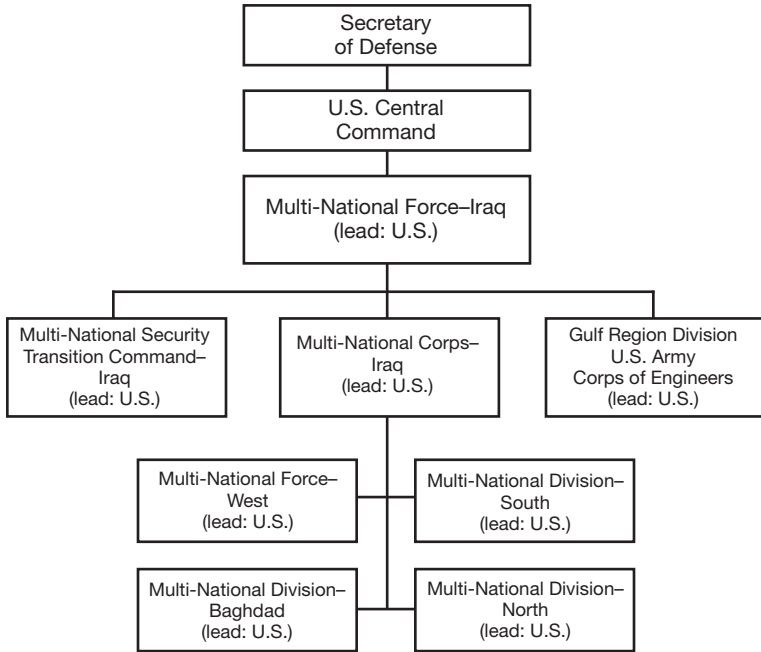 Secretary
of Defense
U.S. Central
Command
Multi-National Force–Iraq
(lead: U.S.)
Multi-National Security
Transition Command–
Iraq
(lead: U.S.)
Multi-National Corps–
Iraq
(lead: U.S.)
Gulf Region Division
U.S. Army
Corps of Engineers
(lead: U.S.)
Multi-National Force–
West
(lead: U.S.)
Multi-National Division–
South
(lead: U.S.)
Multi-National Division–
Baghdad
(lead: U.S.)
Multi-National Division–
North
(lead: U.S.)